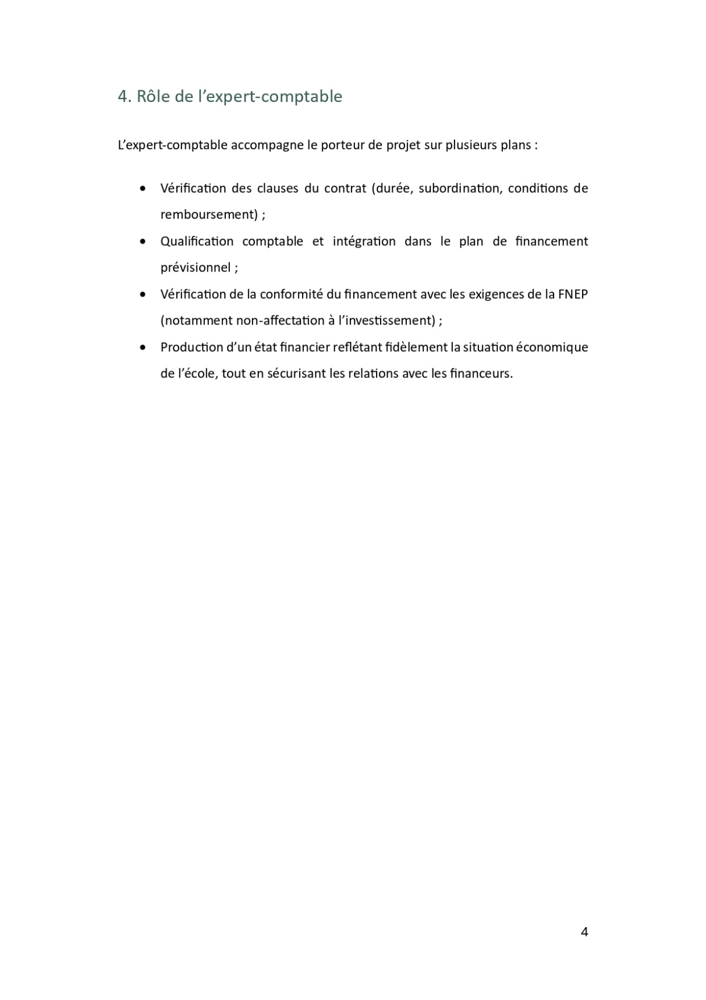 4. Rôle de l’expert-comptable
L’expert-comptable accompagne le porteur de projet sur plusieurs plans :
• Vérification des clauses du contrat (durée, subordination, conditions de
remboursement) ;
• Qualification comptable et intégration dans le plan de financement
prévisionnel ;
• Vérification de la conformité du financement avec les exigences de la FNEP
(notamment non-affectation à l’investissement) ;
• Production d’un état financier reflétant fidèlement la situation économique
de l’école, tout en sécurisant les relations avec les financeurs.
4